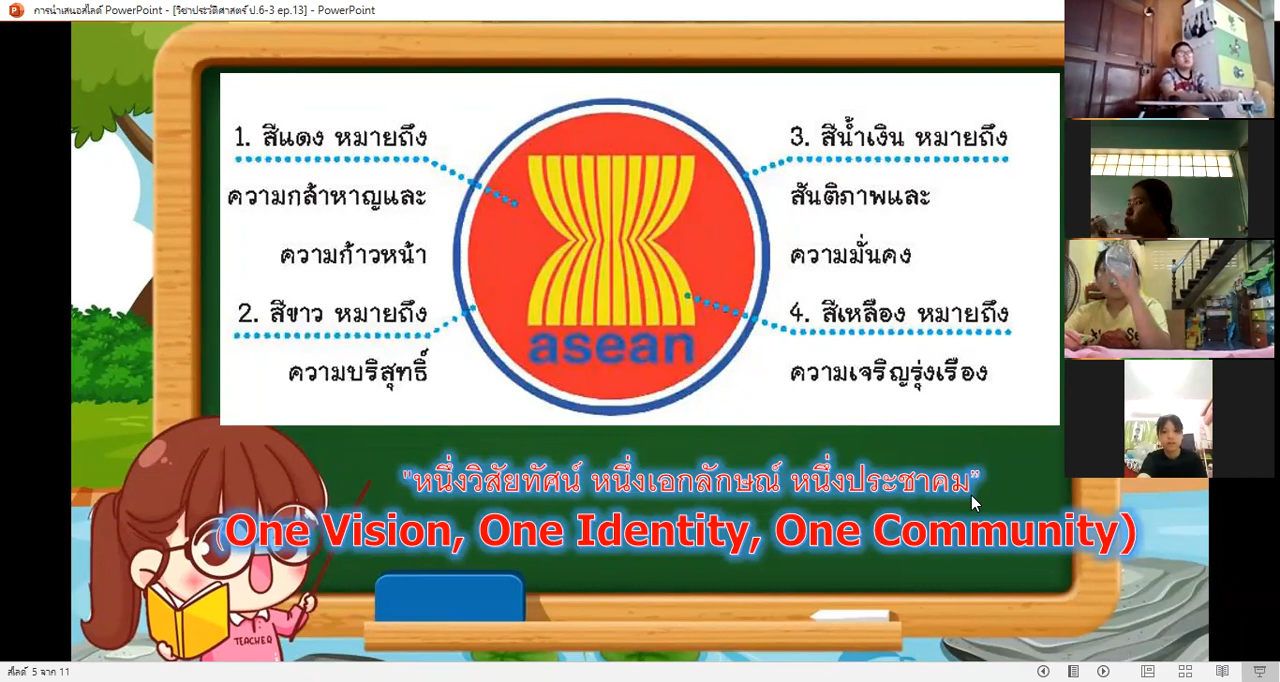 การนำเสนอสไลด์ PowerPoint - [วิชาประวัติศาสตร์ ป.6-3 ep.13] - PowerPoint
1. สีแดง หมายถึง
ความกล้าหาญและ
ความก้าวหน้า
2. สีขาว หมายถึง
ความบริสุทธิ์
asean
3. สีน้ำเงิน หมายถึง
สันติภาพและ
ความมั่นคง
4. สีเหลือง หมายถึง
ความเจริญรุ่งเรือง
"หนึ่งวิสัยทัศน์ หนึ่งเอกลักษณ์ หนึ่งประชาคม"
(One Vision, One Identity, One Community)
TEACHER
สไลด์ 5 จาก 11